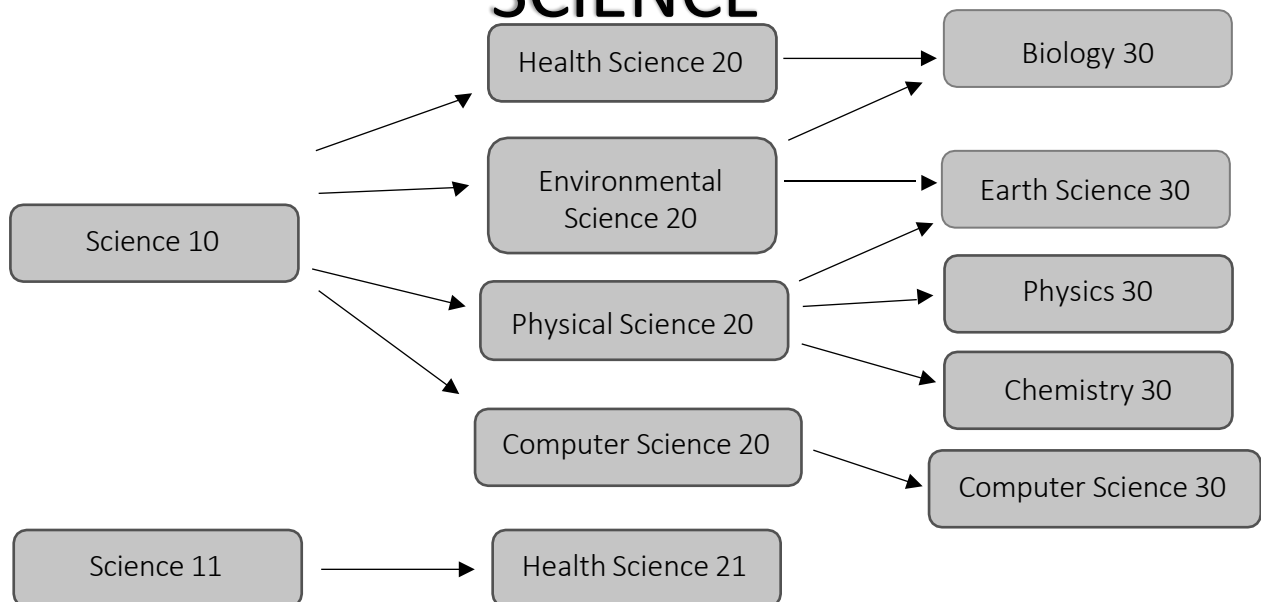 SCIENCE
Health Science 20
Biology 30
Environmental
Science 20
Earth Science 30
Science 10
Physical Science 20
Physics 30
Chemistry 30
Computer Science 20
Computer Science 30
Science 11
Health Science 21